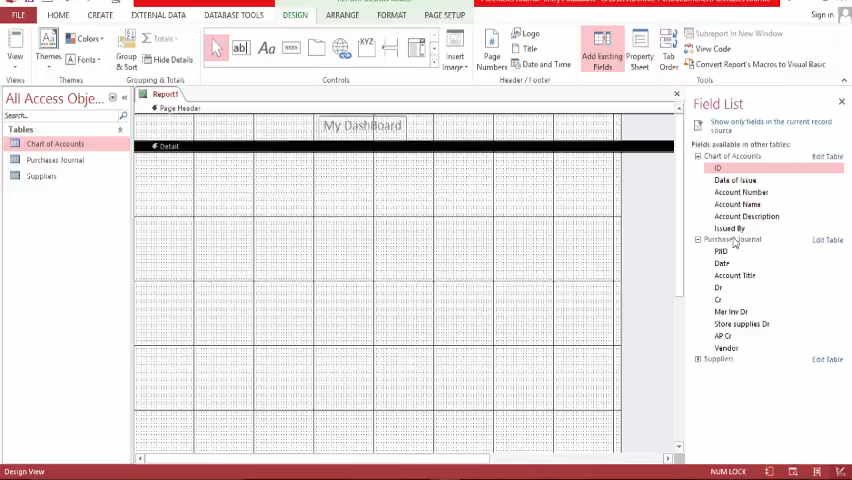 FILE HOME CREATE EXTERNAL DATA DATABASE TOOLS DESIGN ARRANGE FORMAT PAGE SETUP Sign in
View Themes Colors Fonts Group & Sort Totals Hide Details ab| Aa xxxx XYZ Insert Image Page Numbers Logo Title Date and Time Add Existing Fields Property Sheet Tab Order Subreport in New Window View Code Convert Report's Macros to Visual Basic
Views Themes Grouping & Totals Controls Header / Footer Tools
All Access Obje...
Search...
Tables
Chart of Accounts
Purchases Journal
Suppliers
Report1
Page Header
My DashBoard
Detail
Field List
Show only fields in the current record
source
Fields available in other tables:
Chart of Accounts Edit Table
ID
Date of Issue
Account Number
Account Name
Account Description
Issued By
Purchases Journal Edit Table
PJID
Date
Account Title
Dr
Cr
Mer Inv Dr
Store supplies Dr
AP Cr
Vendor
Suppliers Edit Table
Design View NUM LOCK